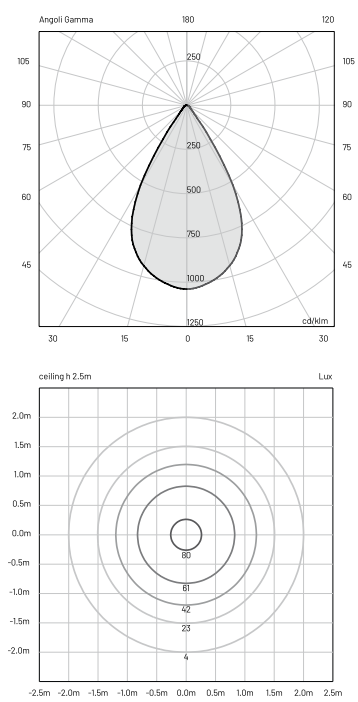 Angoli Gamma 180 120
250
105 105
90 90
250
75 75
500
60 60
750
45 45
1000
1250 cd/klm
30 15 0 15 30
ceiling h 2.5m Lux
2.0m
1.5m
1.0m
0.5m
0.0m
80
-0.5m
61
-1.0m
42
-1.5m
23
-2.0m
4
-2.5m -2.0m -1.5m -1.0m -0.5m 0.0m 0.5m 1.0m 1.5m 2.0m 2.5m